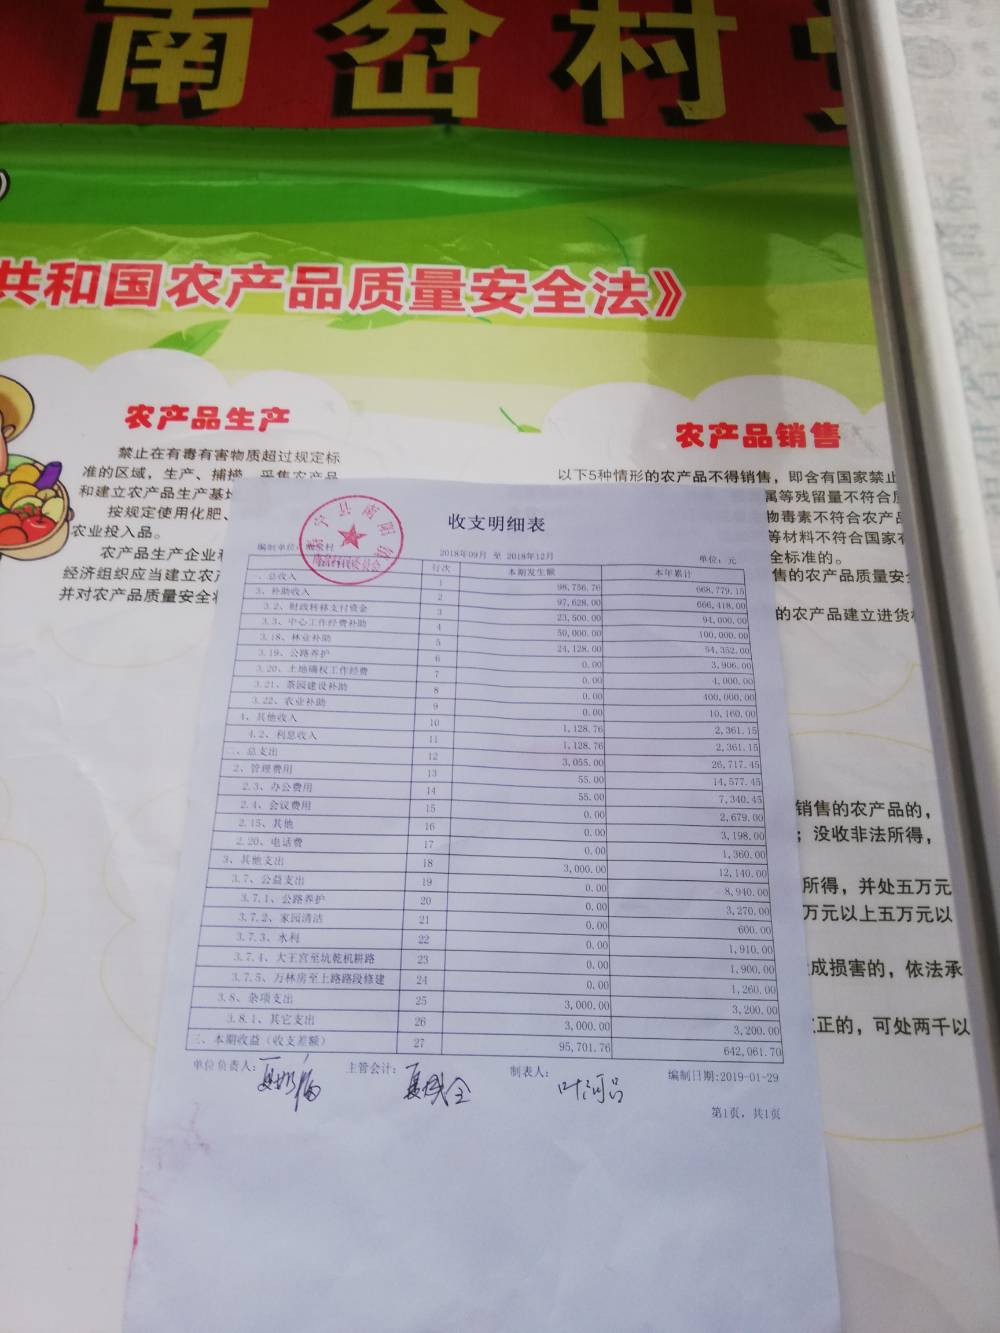 南岔村
共和国农产品质量安全法》
农产品生产
禁止在有毒有害物质超过规定标
准的区域，生产、捕捞、采集农产品
和建立农产品生产基地
按规定使用化肥、
农业投入品。
农产品生产企业
经济组织应当建立农产
并对农产品质量安全
农产品销售
以下5种情形的农产品不得销售，即含有国家禁止
属等残留量不符合
物毒素不符合农产品
等材料不符合国家有
全标准的。
售的农产品质量安全
的农产品建立进货
销售的农产品的，
；没收非法所得，
所得，并处五万元
万元以上五万元以
成损害的，依法承
正的，可处两千以
宁县南阳
收支明细表
编制单位: 村 2018年09月 至 2018年12月 单位: 元
行次 本期发生额 本年累计
一、总收入 1 98,756.76 668,779.15
3、补助收入 2 97,628.00 666,418.00
3.2、财政转移支付资金 3 23,500.00 94,000.00
3.3、中心工作经费补助 4 50,000.00 100,000.00
3.18、林业补助 5 24,128.00 54,352.00
3.19、公路养护 6 0.00 3,906.00
3.20、土地确权工作经费 7 0.00 4,000.00
3.21、茶园建设补助 8 0.00 400,000.00
3.22、农业补助 9 0.00 10,160.00
4、其他收入 10 1,128.76 2,361.15
4.2、利息收入 11 1,128.76 2,361.15
二、总支出 12 3,055.00 26,717.45
2、管理费用 13 55.00 14,577.45
2.3、办公费用 14 55.00 7,340.45
2.4、会议费用 15 0.00 2,679.00
2.15、其他 16 0.00 3,198.00
2.20、电话费 17 0.00 1,360.00
3、其他支出 18 3,000.00 12,140.00
3.7、公益支出 19 0.00 8,940.00
3.7.1、公路养护 20 0.00 3,270.00
3.7.2、家园清洁 21 0.00 600.00
3.7.3、水利 22 0.00 1,910.00
3.7.4、大王宫至坑乾机耕路 23 0.00 1,900.00
3.7.5、万林房至上路路段修建 24 0.00 1,260.00
3.8、杂项支出 25 3,000.00 3,200.00
3.8.1、其它支出 26 3,000.00 3,200.00
三、本期收益（收支差额） 27 95,701.76 642,061.70
单位负责人: 主管会计: 制表人: 编制日期:2019-01-29
第1页，共1页